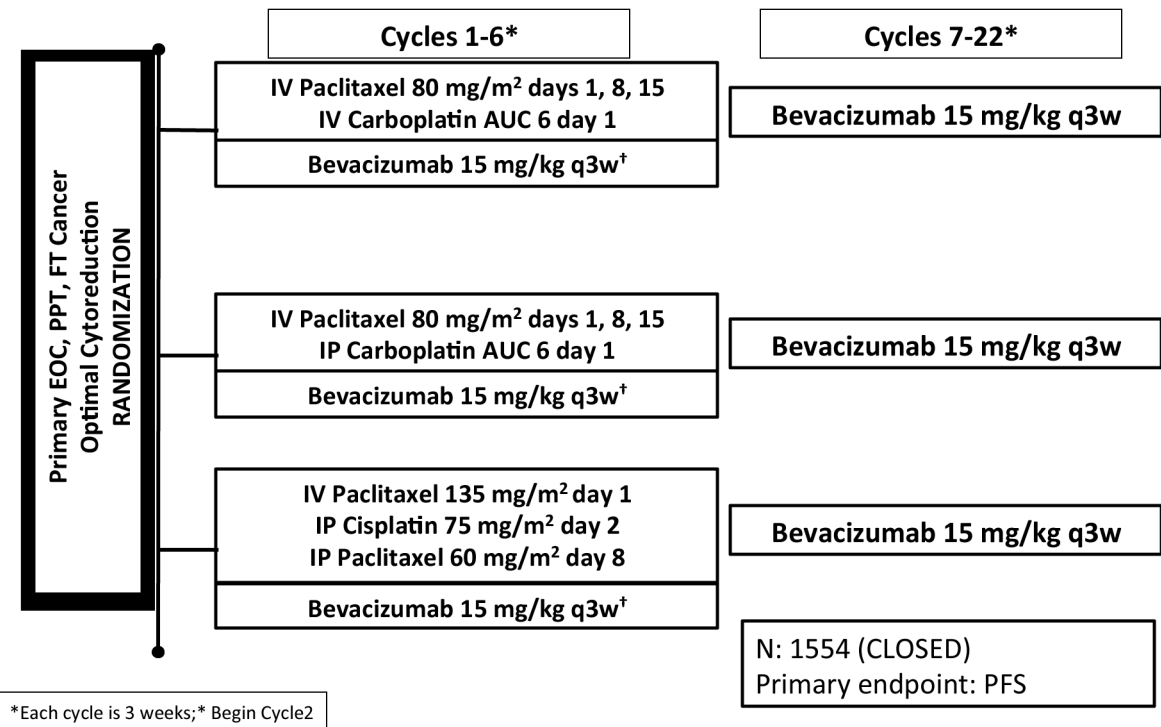 Cycles 1-6*
Cycles 7-22*
Primary EOC, PPT, FT Cancer
Optimal Cytoreduction
RANDOMIZATION
IV Paclitaxel 80 mg/m² days 1, 8, 15
IV Carboplatin AUC 6 day 1
Bevacizumab 15 mg/kg q3w†
Bevacizumab 15 mg/kg q3w
IV Paclitaxel 80 mg/m² days 1, 8, 15
IP Carboplatin AUC 6 day 1
Bevacizumab 15 mg/kg q3w†
Bevacizumab 15 mg/kg q3w
IV Paclitaxel 135 mg/m² day 1
IP Cisplatin 75 mg/m² day 2
IP Paclitaxel 60 mg/m² day 8
Bevacizumab 15 mg/kg q3w†
Bevacizumab 15 mg/kg q3w
N: 1554 (CLOSED)
Primary endpoint: PFS
*Each cycle is 3 weeks;* Begin Cycle2